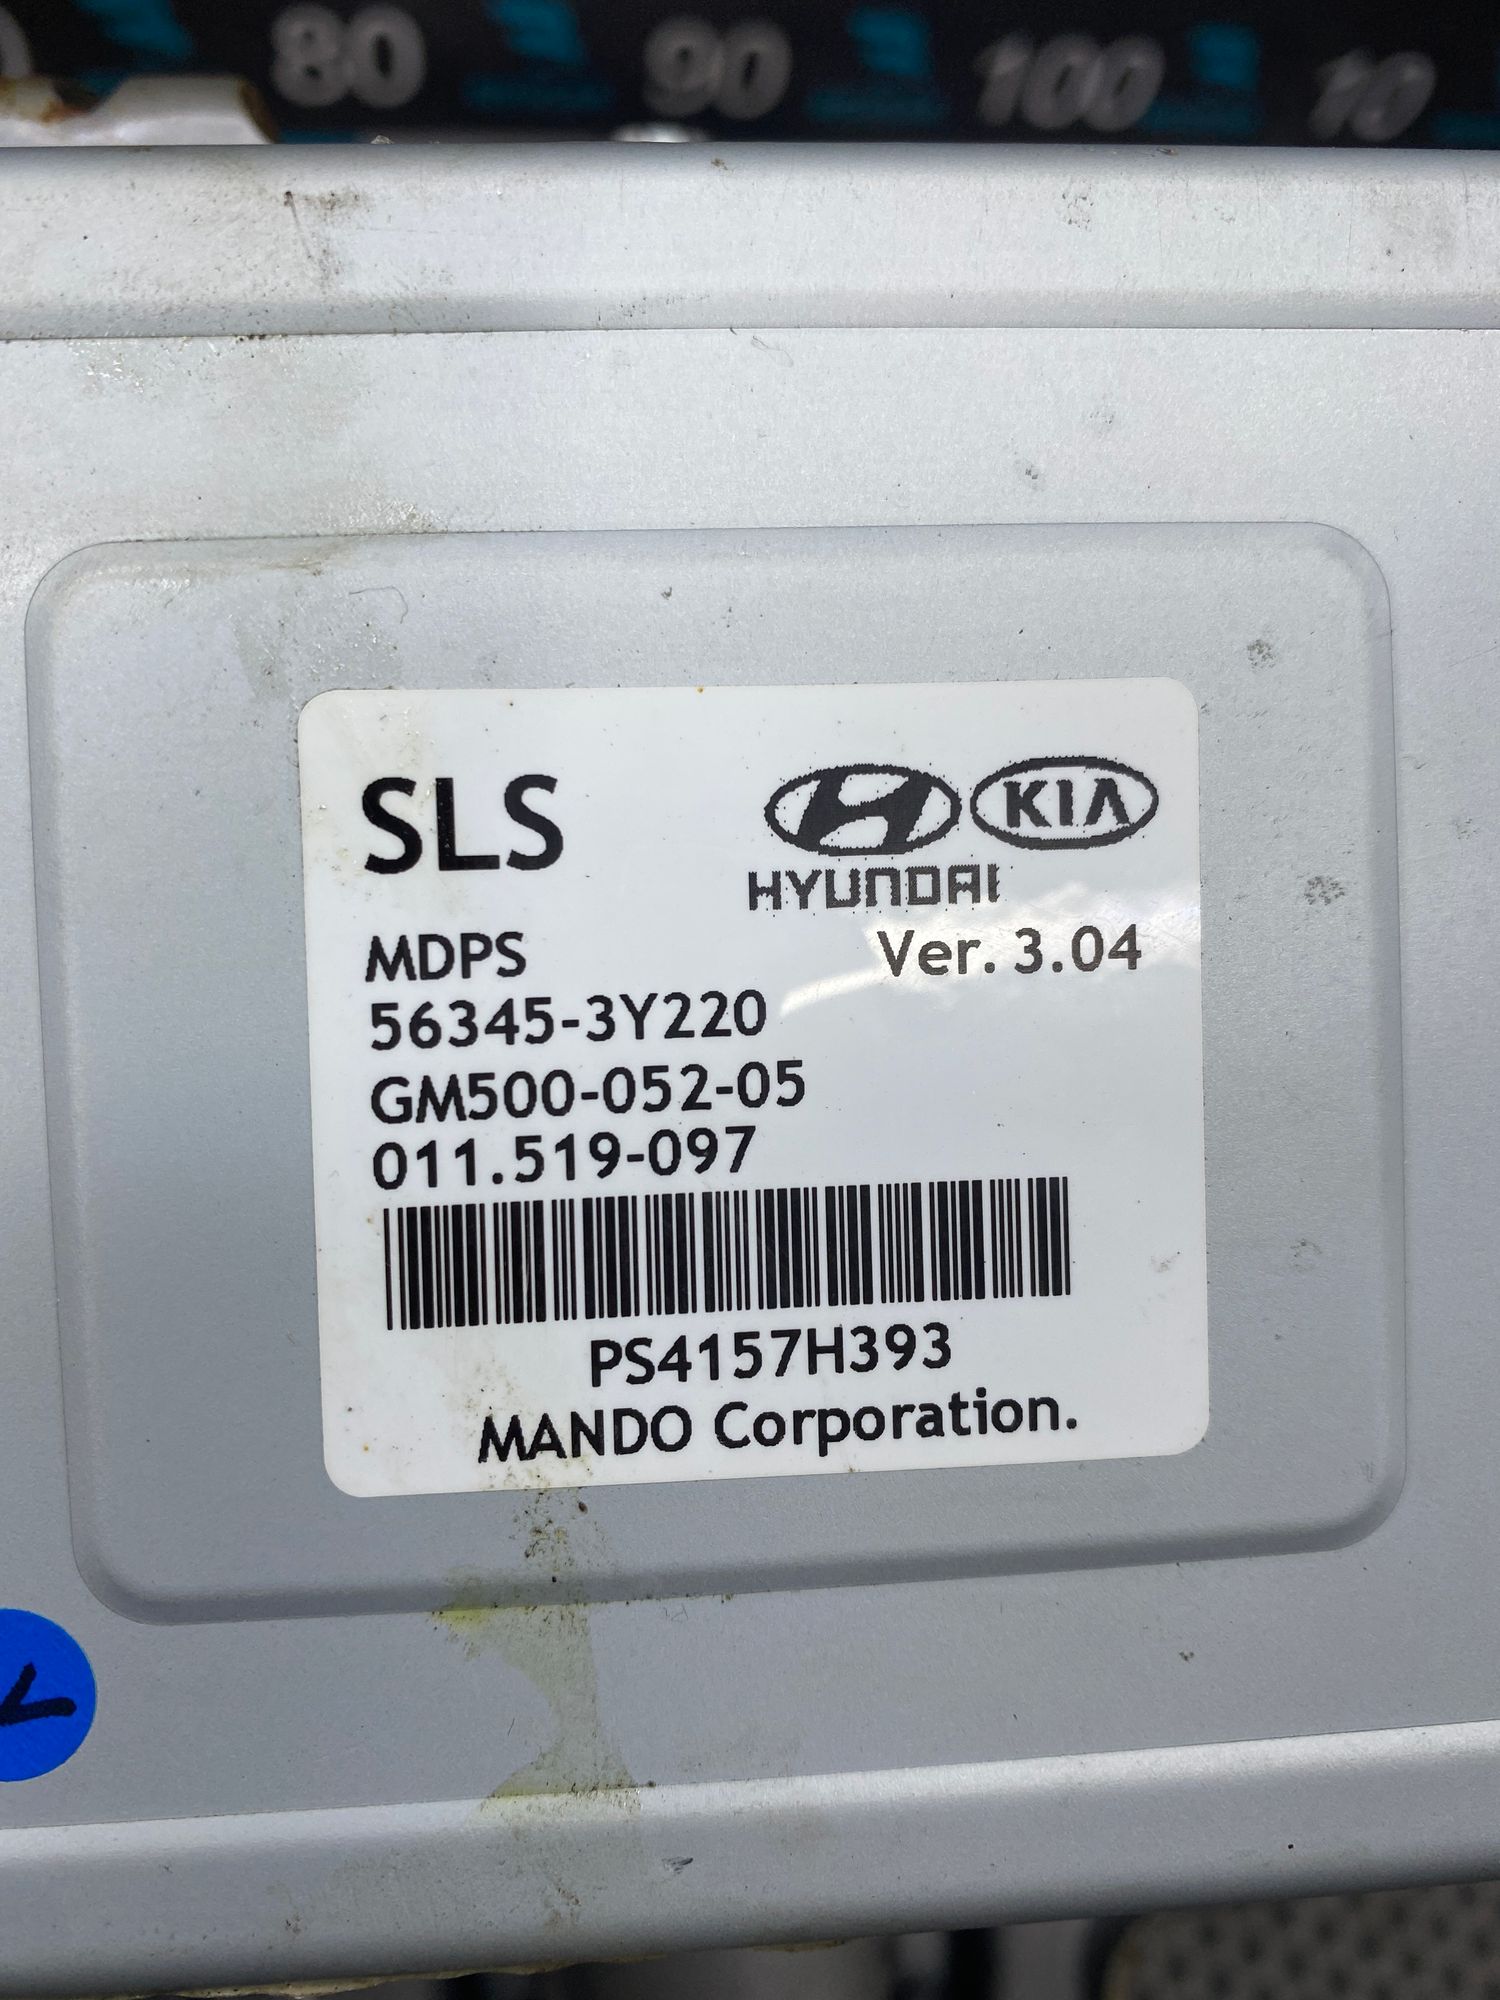 80 90 100 10
SLS
KIA
HYUNDAI
MDPS Ver. 3.04
56345-3Y220
GM500-052-05
011.519-097
PS4157H393
MANDO Corporation.